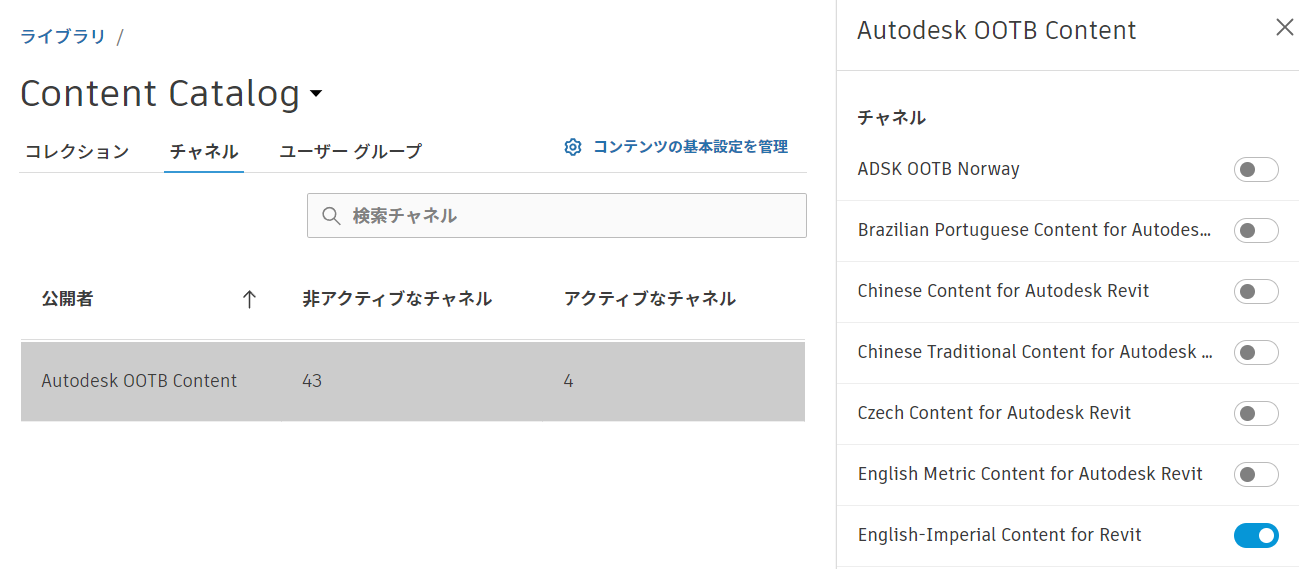 ライブラリ /
Content Catalog
コレクション チャネル ユーザー グループ コンテンツの基本設定を管理
検索チャネル
公開者 非アクティブなチャネル アクティブなチャネル
Autodesk OOTB Content 43 4
Autodesk OOTB Content
チャネル
ADSK OOTB Norway
Brazilian Portuguese Content for Autodes...
Chinese Content for Autodesk Revit
Chinese Traditional Content for Autodesk ...
Czech Content for Autodesk Revit
English Metric Content for Autodesk Revit
English-Imperial Content for Revit